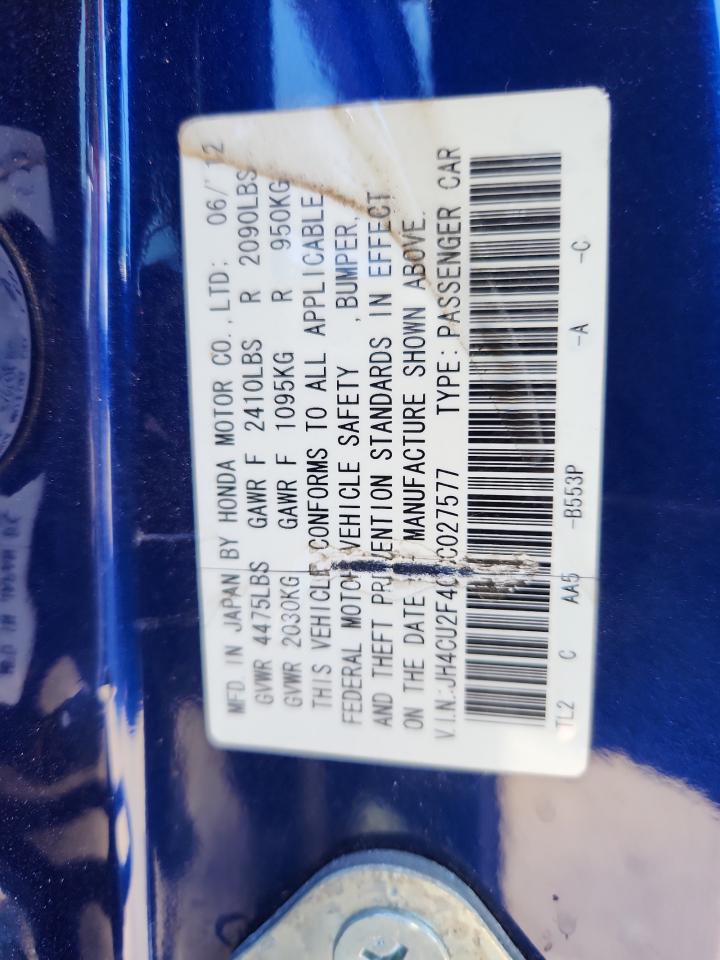 MFD. IN JAPAN BY HONDA MOTOR CO., LTD; 06/'12
GVWR 4475LBS GAWR F 2410LBS R 2090LBS
GVWR 2030KG GAWR F 1095KG R 950KG
THIS VEHICLE CONFORMS TO ALL APPLICABLE
FEDERAL MOTOR VEHICLE SAFETY , BUMPER,
AND THEFT PREVENTION STANDARDS IN EFFECT
ON THE DATE MANUFACTURE SHOWN ABOVE.
V.I.N.:JH4CU2F4 C027577 TYPE: PASSENGER CAR
TL2 C AA5 -B553P -A -C